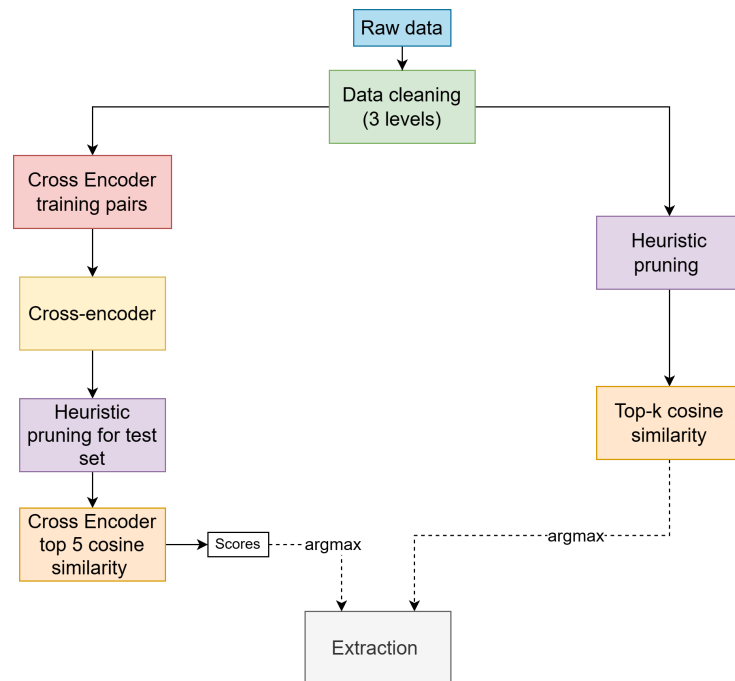 Raw data
Data cleaning
(3 levels)
Cross Encoder
training pairs
Heuristic
pruning
Cross-encoder
Heuristic
pruning for test
set
Top-k cosine
similarity
Cross Encoder
top 5 cosine
similarity
Scores
argmax
argmax
Extraction